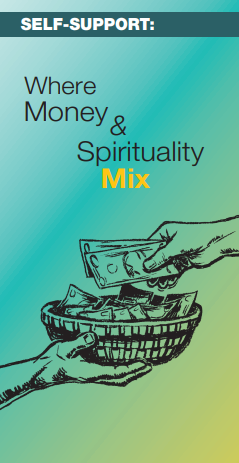 SELF-SUPPORT:
Where
Money
&
Spirituality
Mix